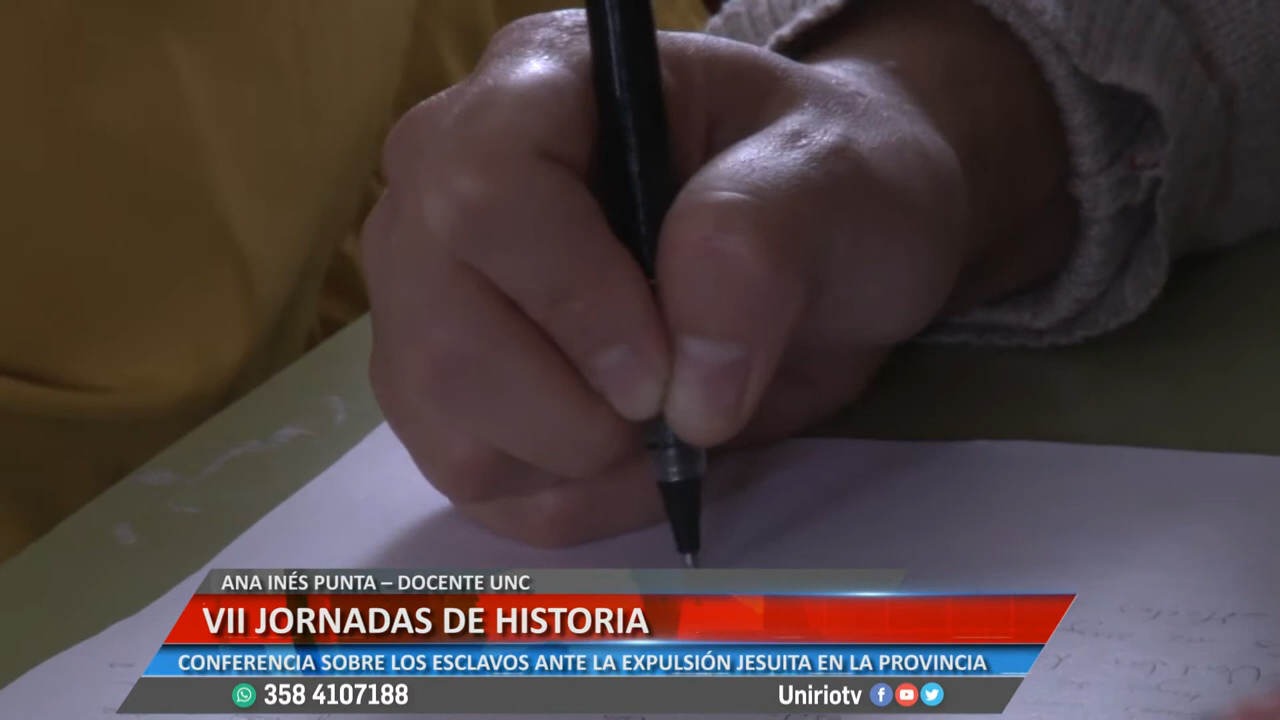 ANA INÉS PUNTA – DOCENTE UNC
VII JORNADAS DE HISTORIA
CONFERENCIA SOBRE LOS ESCLAVOS ANTE LA EXPULSIÓN JESUITA EN LA PROVINCIA
358 4107188 Uniriotv